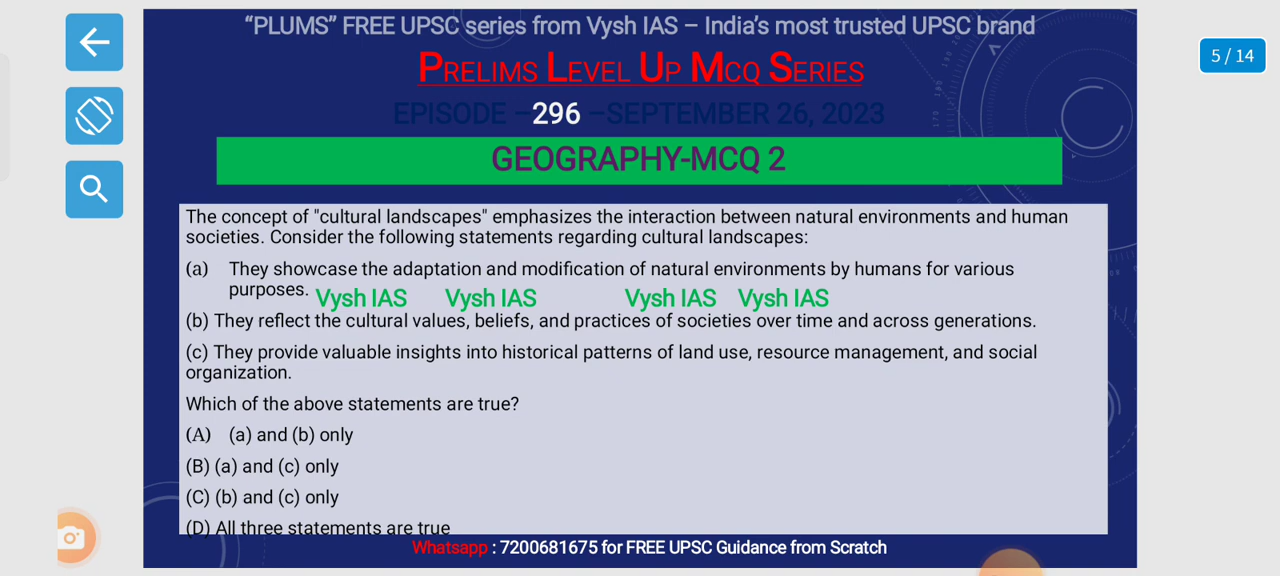 “PLUMS” FREE UPSC series from Vysh IAS – India’s most trusted UPSC brand
5 / 14
PRELIMS LEVEL UP MCQ SERIES
EPISODE –296 –SEPTEMBER 26, 2023
GEOGRAPHY-MCQ 2
The concept of "cultural landscapes" emphasizes the interaction between natural environments and human
societies. Consider the following statements regarding cultural landscapes:
(a) They showcase the adaptation and modification of natural environments by humans for various
purposes.
Vysh IAS Vysh IAS Vysh IAS Vysh IAS
(b) They reflect the cultural values, beliefs, and practices of societies over time and across generations.
(c) They provide valuable insights into historical patterns of land use, resource management, and social
organization.
Which of the above statements are true?
(A) (a) and (b) only
(B) (a) and (c) only
(C) (b) and (c) only
(D) All three statements are true
Whatsapp : 7200681675 for FREE UPSC Guidance from Scratch